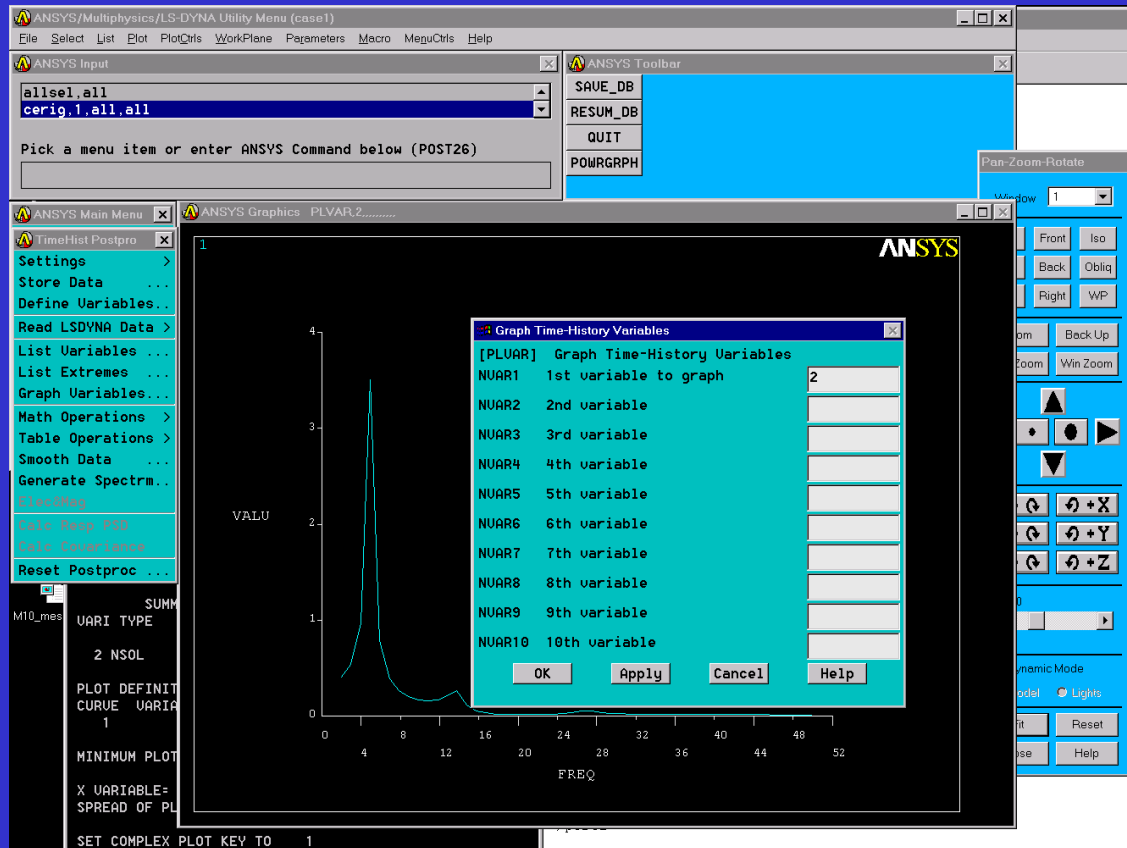 ANSYS/Multiphysics/LS-DYNA Utility Menu (case1)
File Select List Plot PlotCtrls WorkPlane Parameters Macro MenuCtrls Help
ANSYS Input
allsel,all
cerig,1,all,all
Pick a menu item or enter ANSYS Command below (POST26)
ANSYS Toolbar
SAVE_DB
RESUM_DB
QUIT
POWRGRPH
Pan-Zoom-Rotate
Window 1
Front Iso
Back Obliq
Right WP
Back Up
Win Zoom
+X
+Y
+Z
Lights
Reset
Help
ANSYS Main Menu
TimeHist Postpro
Settings >
Store Data ...
Define Variables..
Read LSDYNA Data >
List Variables ...
List Extremes ...
Graph Variables...
Math Operations >
Table Operations >
Smooth Data ...
Generate Spectrm..
Elec&Mag
Calc Resp PSD
Calc Covariance
Reset Postproc ...
ANSYS Graphics PLVAR,2,,,,,,,,,,
1
ANSYS
4
3
2
1
0
VALU
0 8 16 24 32 40 48
4 12 20 28 36 44 52
FREQ
Graph Time-History Variables
[PLVAR] Graph Time-History Variables
NVAR1 1st variable to graph 2
NVAR2 2nd variable
NVAR3 3rd variable
NVAR4 4th variable
NVAR5 5th variable
NVAR6 6th variable
NVAR7 7th variable
NVAR8 8th variable
NVAR9 9th variable
NVAR10 10th variable
OK Apply Cancel Help
M10_mes
SUMM
VARI TYPE
2 NSOL
PLOT DEFINIT
CURVE VARIA
1
MINIMUM PLOT
X VARIABLE=
SPREAD OF PL
SET COMPLEX PLOT KEY TO 1